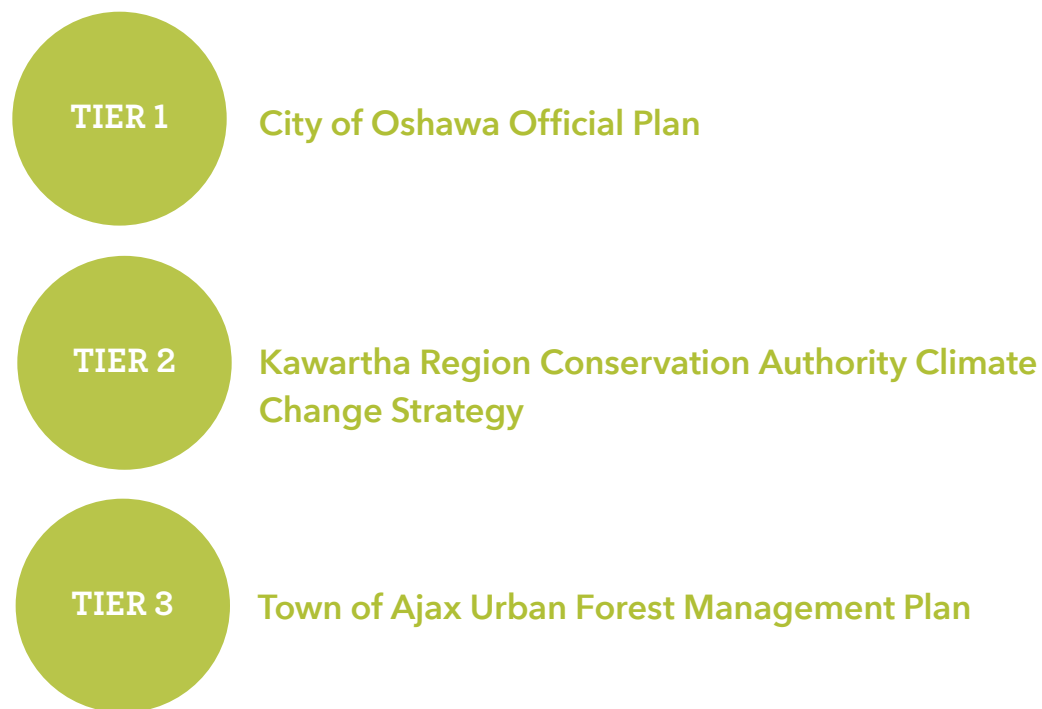 TIER 1
City of Oshawa Official Plan
TIER 2
Kawartha Region Conservation Authority Climate
Change Strategy
TIER 3
Town of Ajax Urban Forest Management Plan